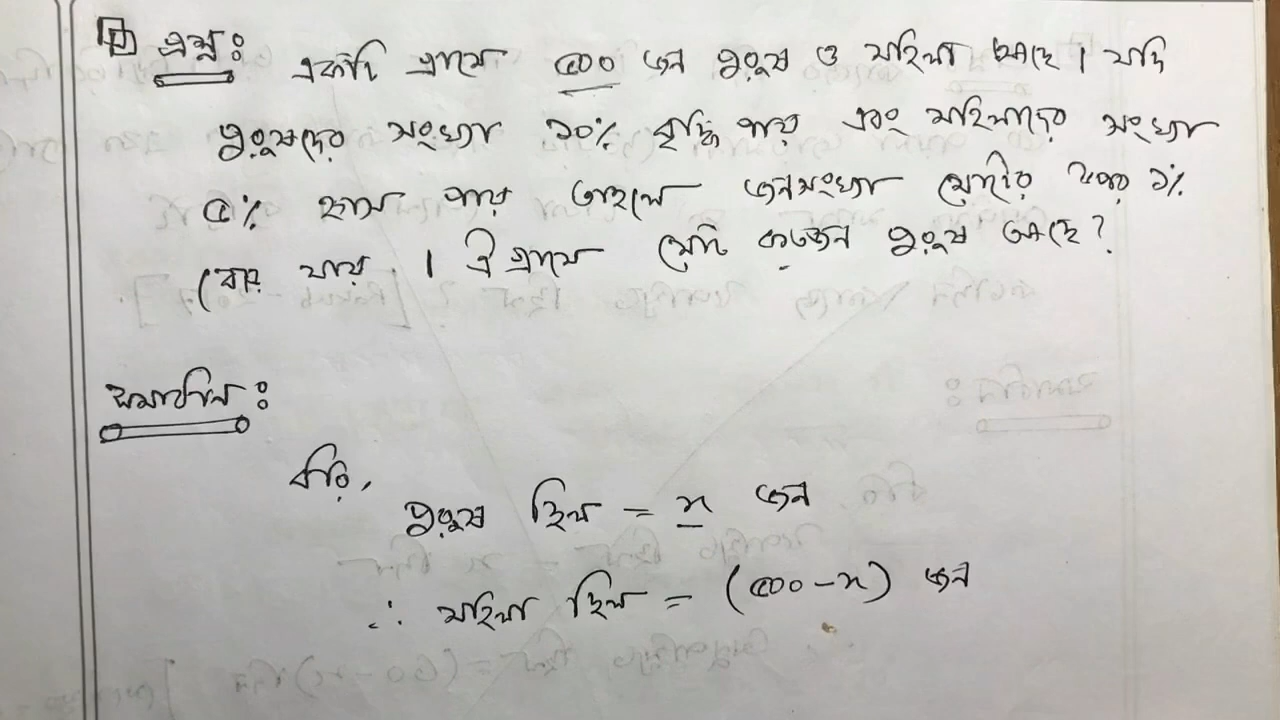 প্রশ্ন ঃ একটি গ্রামে ৫০০ জন পুরুষ ও মহিলা আছে। যদি
পুরুষদের সংখ্যা ১০% বৃদ্ধি পায় এবং মহিলাদের সংখ্যা
৫% হ্রাস পায় তাহলে জনসংখ্যা মোটের উপর ১%
বেড়ে যায়। ঐ গ্রামে মোট কতজন পুরুষ আছে?
সমাধান ঃ
ধরি,
পুরুষ ছিল = x জন
∴ মহিলা ছিল = (৫০০ - x) জন